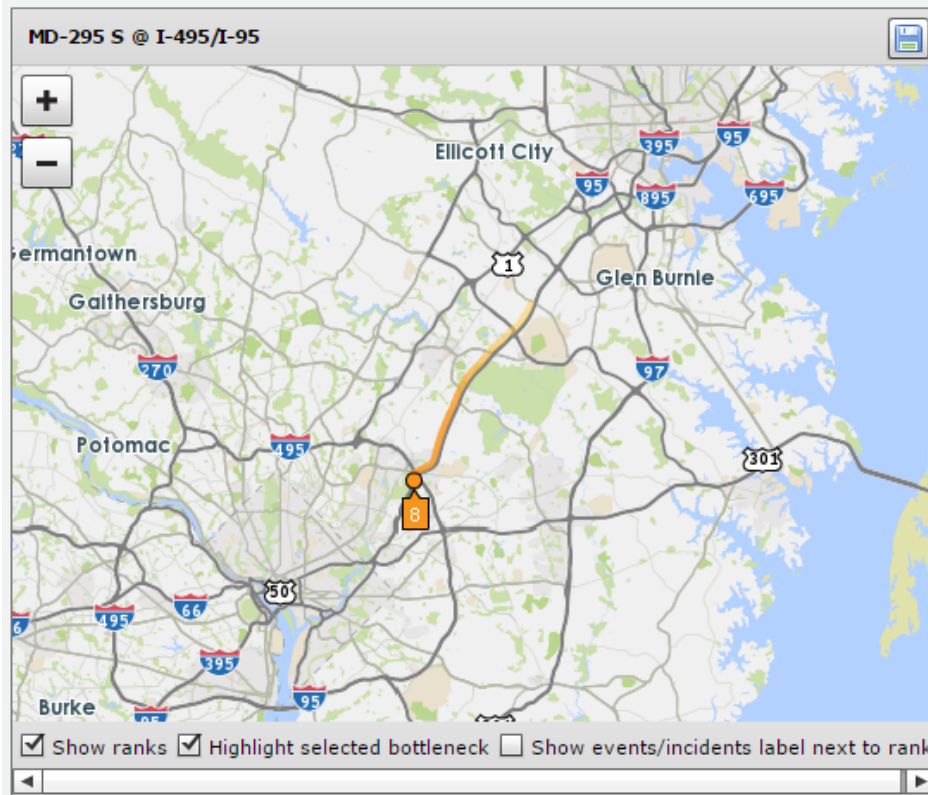 MD-295 S @ I-495/I-95
+
−
Ellicott City
395
95
95
895
695
Germantown
1
Glen Burnie
Gaithersburg
270
97
Potomac
495
301
8
50
66
495
6
395
95
Burke
95
Show ranks Highlight selected bottleneck Show events/incidents label next to rank